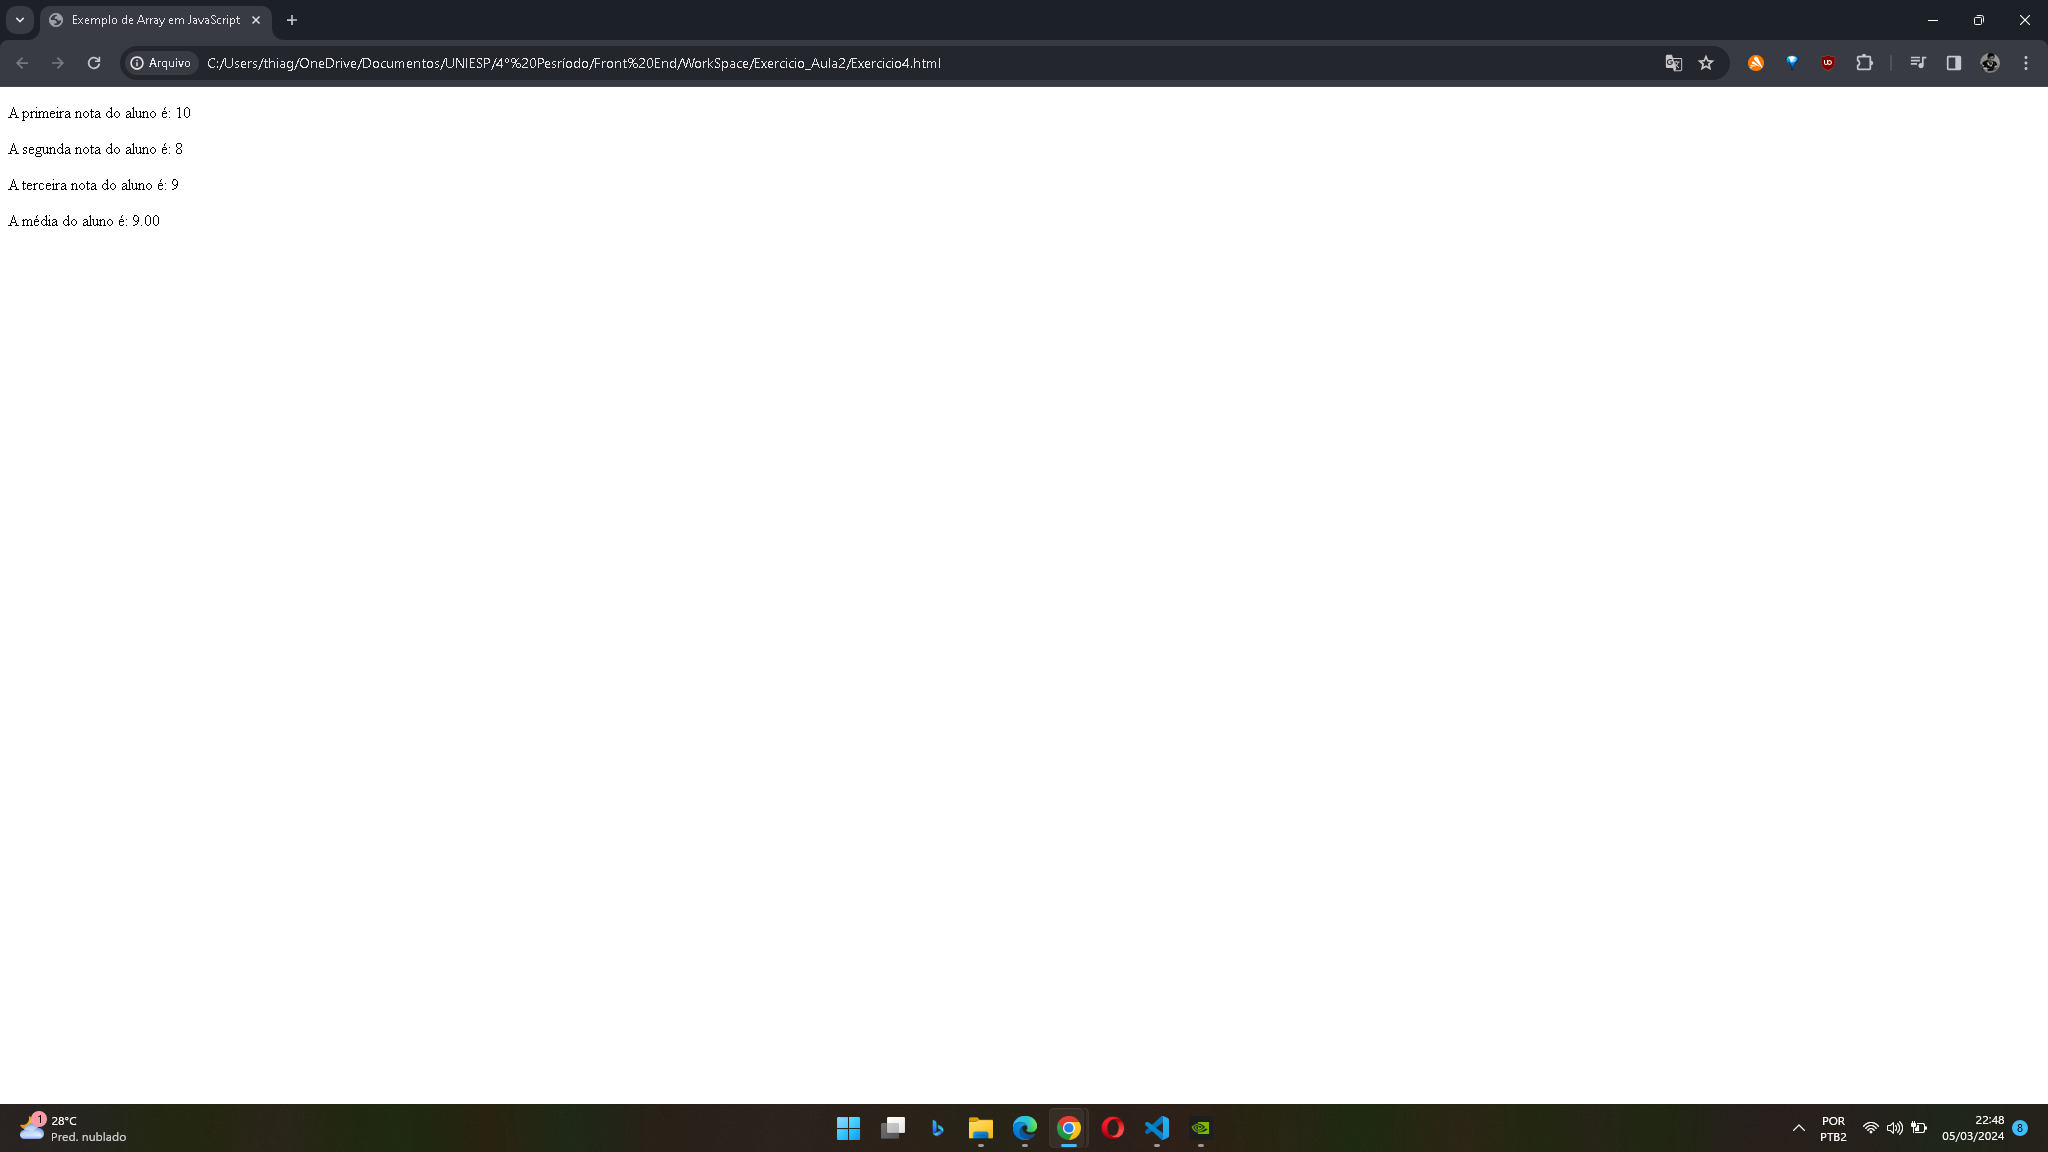 Exemplo de Array em JavaScript
Arquivo
C:/Users/thiag/OneDrive/Documentos/UNIESP/4°%20Pesríodo/Front%20End/WorkSpace/Exercicio_Aula2/Exercicio4.html
A primeira nota do aluno é: 10
A segunda nota do aluno é: 8
A terceira nota do aluno é: 9
A média do aluno é: 9.00
1
28°C
Pred. nublado
POR
PTB2
22:48
05/03/2024
8